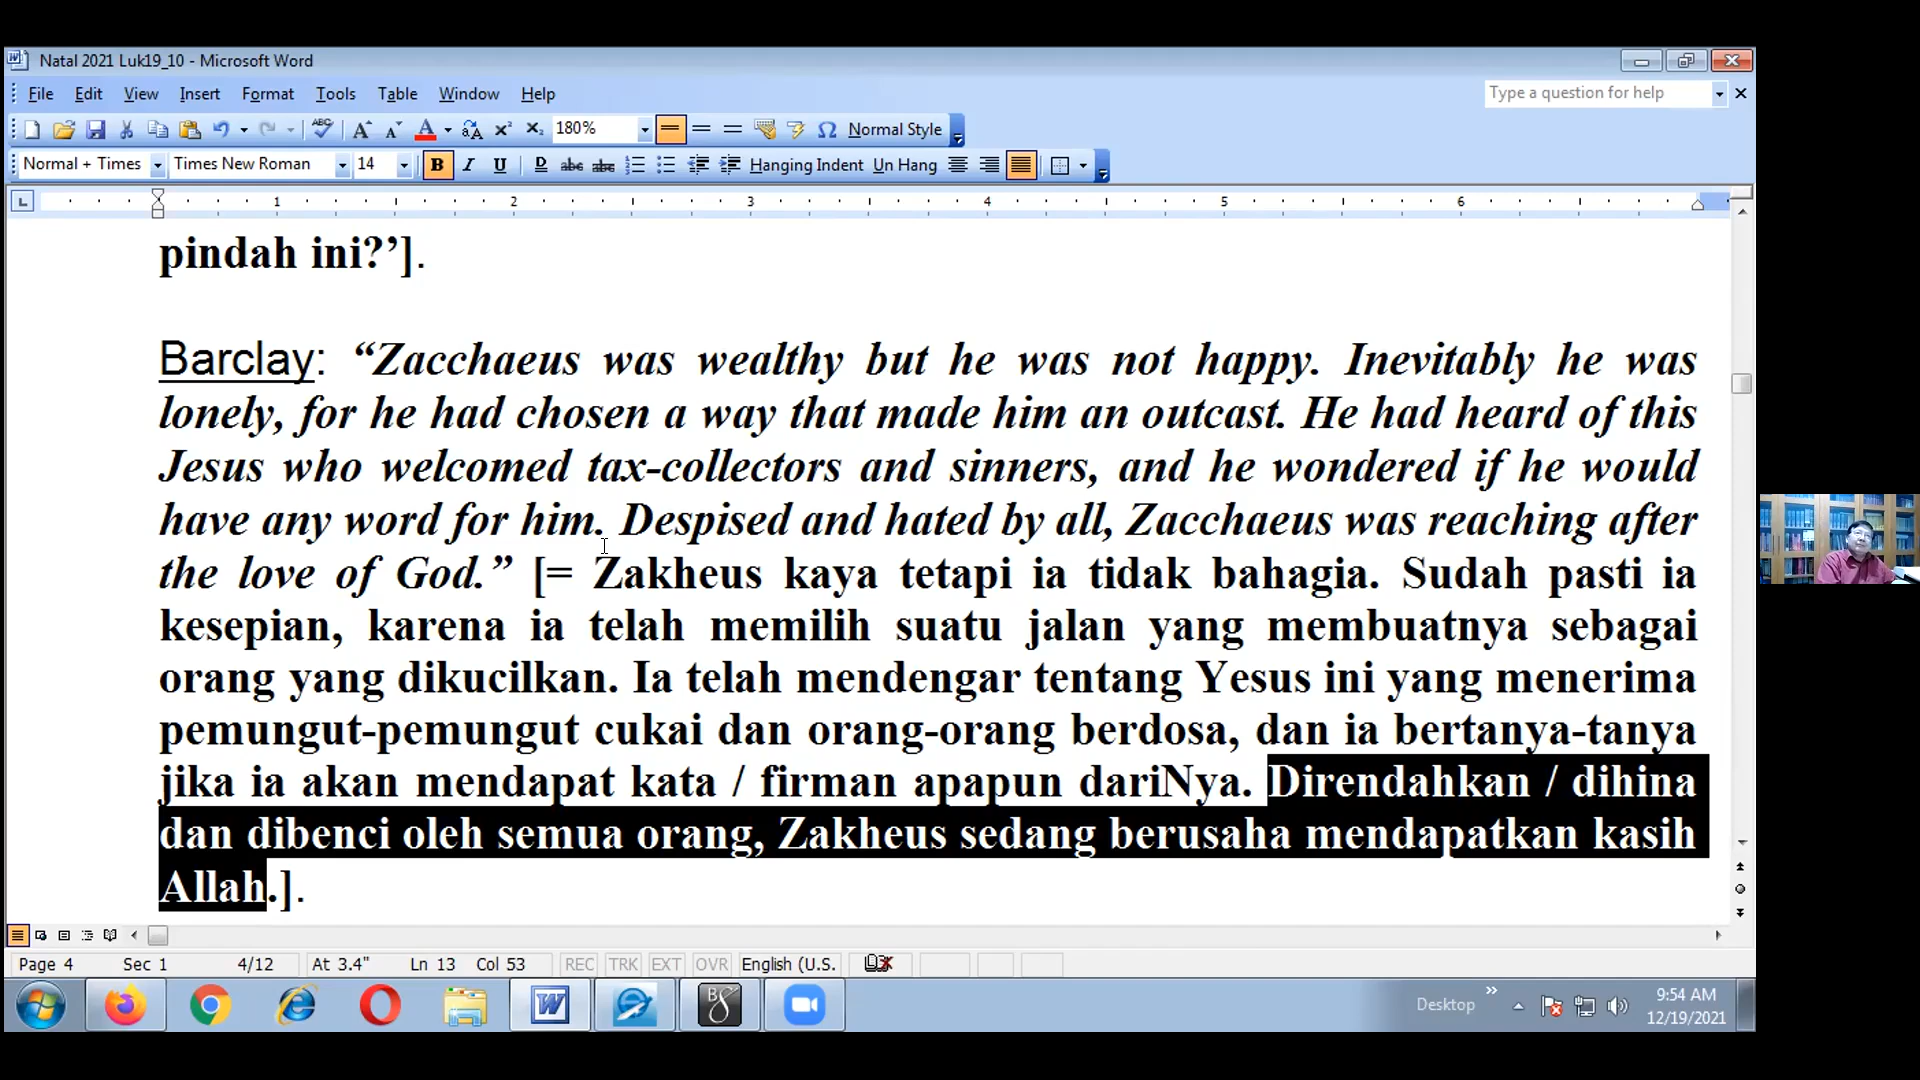 Natal 2021 Luk19_10 - Microsoft Word
File Edit View Insert Format Tools Table Window Help
Type a question for help
180%
Normal Style
Normal + Times
Times New Roman
14
B I U D abc abc Hanging Indent Un Hang
1 2 3 4 5 6
pindah ini?’].
Barclay: “Zacchaeus was wealthy but he was not happy. Inevitably he was
lonely, for he had chosen a way that made him an outcast. He had heard of this
Jesus who welcomed tax-collectors and sinners, and he wondered if he would
have any word for him. Despised and hated by all, Zacchaeus was reaching after
the love of God.” [= Zakheus kaya tetapi ia tidak bahagia. Sudah pasti ia
kesepian, karena ia telah memilih suatu jalan yang membuatnya sebagai
orang yang dikucilkan. Ia telah mendengar tentang Yesus ini yang menerima
pemungut-pemungut cukai dan orang-orang berdosa, dan ia bertanya-tanya
jika ia akan mendapat kata / firman apapun dariNya. Direndahkan / dihina
dan dibenci oleh semua orang, Zakheus sedang berusaha mendapatkan kasih
Allah.].
Page 4 Sec 1 4/12 At 3.4" Ln 13 Col 53 REC TRK EXT OVR English (U.S.
Desktop
9:54 AM
12/19/2021